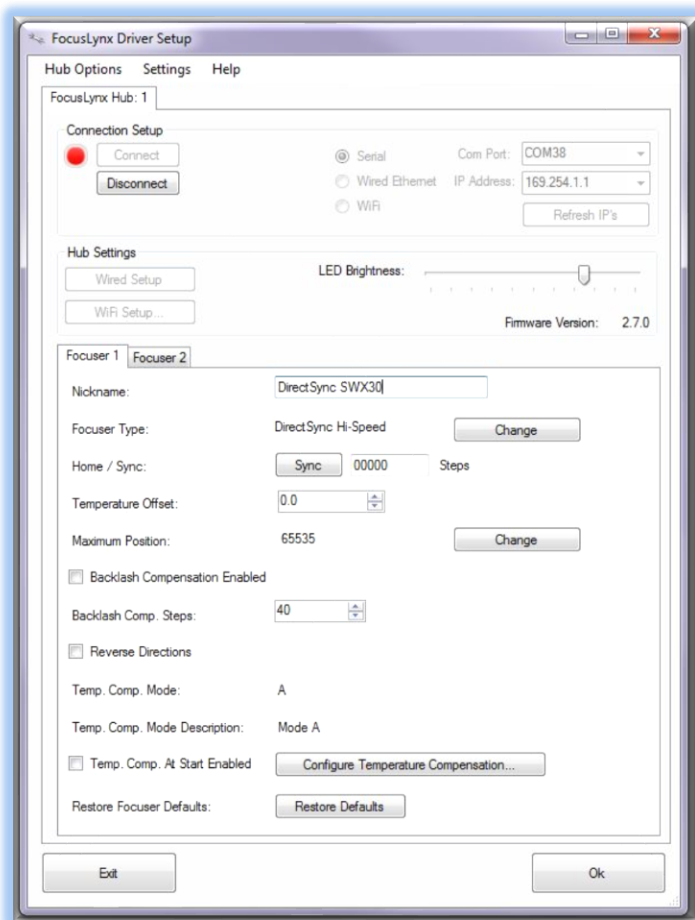 FocusLynx Driver Setup
Hub Options Settings Help
FocusLynx Hub: 1
Connection Setup
Connect Serial Com Port: COM38
Disconnect Wired Ethernet IP Address: 169.254.1.1
WiFi Refresh IP's
Hub Settings
Wired Setup LED Brightness:
WiFi Setup... Firmware Version: 2.7.0
Focuser 1 Focuser 2
Nickname: DirectSync SWX30
Focuser Type: DirectSync Hi-Speed Change
Home / Sync: Sync 00000 Steps
Temperature Offset: 0.0
Maximum Position: 65535 Change
Backlash Compensation Enabled
Backlash Comp. Steps: 40
Reverse Directions
Temp. Comp. Mode: A
Temp. Comp. Mode Description: Mode A
Temp. Comp. At Start Enabled Configure Temperature Compensation...
Restore Focuser Defaults: Restore Defaults
Exit Ok